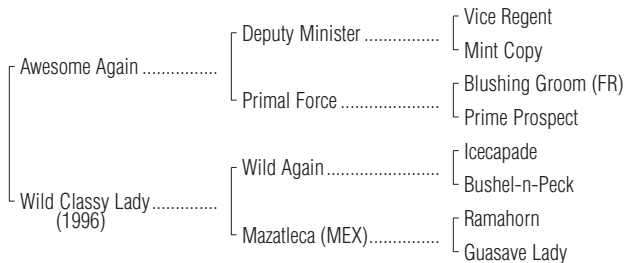 Vice Regent
Deputy Minister ................
Mint Copy
Awesome Again ................
Blushing Groom (FR)
Primal Force .....................
Prime Prospect
Icecapade
Wild Again ........................
Bushel-n-Peck
Wild Classy Lady ..............
(1996)
Ramahorn
Mazatleca (MEX) ...............
Guasave Lady